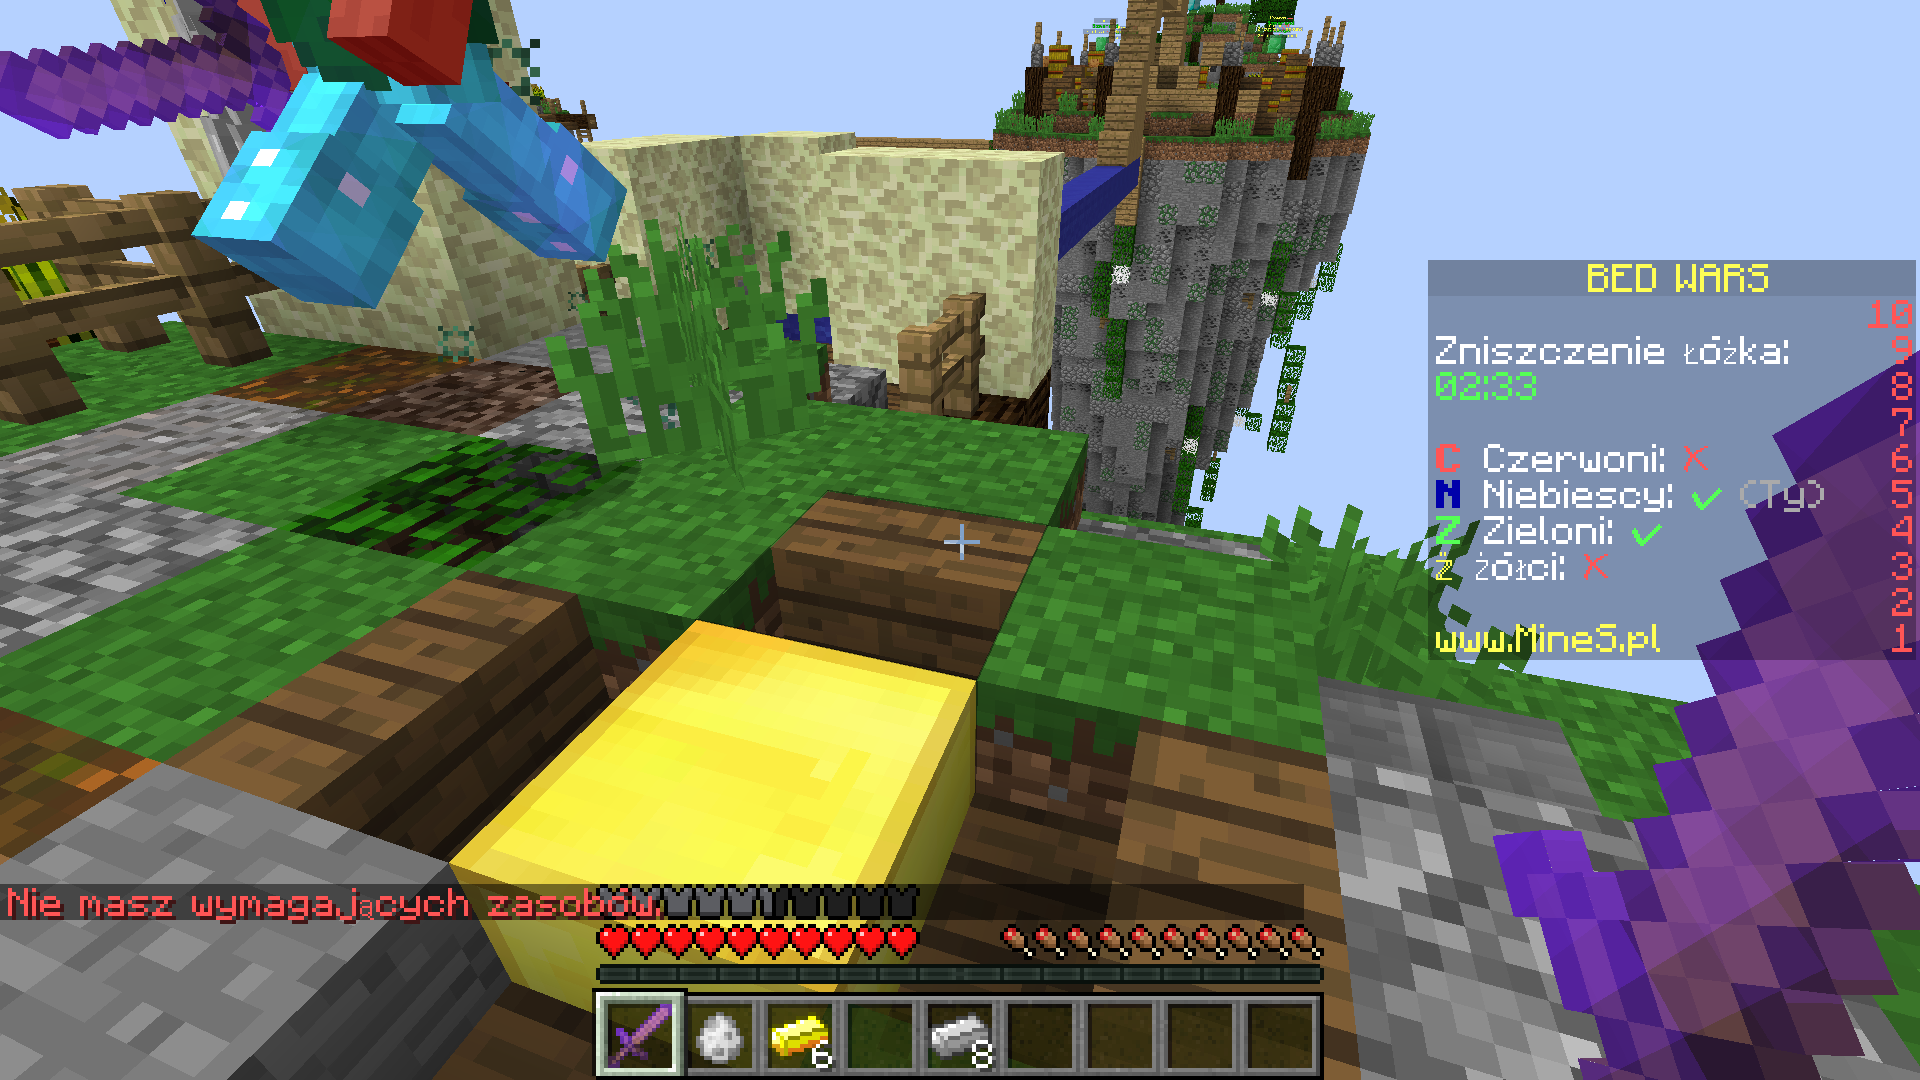 BED WARS
10
Zniszczenie Łóżka: 9
02:33 8
7
C Czerwoni: ✗ 6
N Niebiescy: ✓ (Ty) 5
Z Zieloni: ✓ 4
Ż Żółci: ✗ 3
2
www.MineS.pl 1
Nie masz wymagających zasobów.
6
8